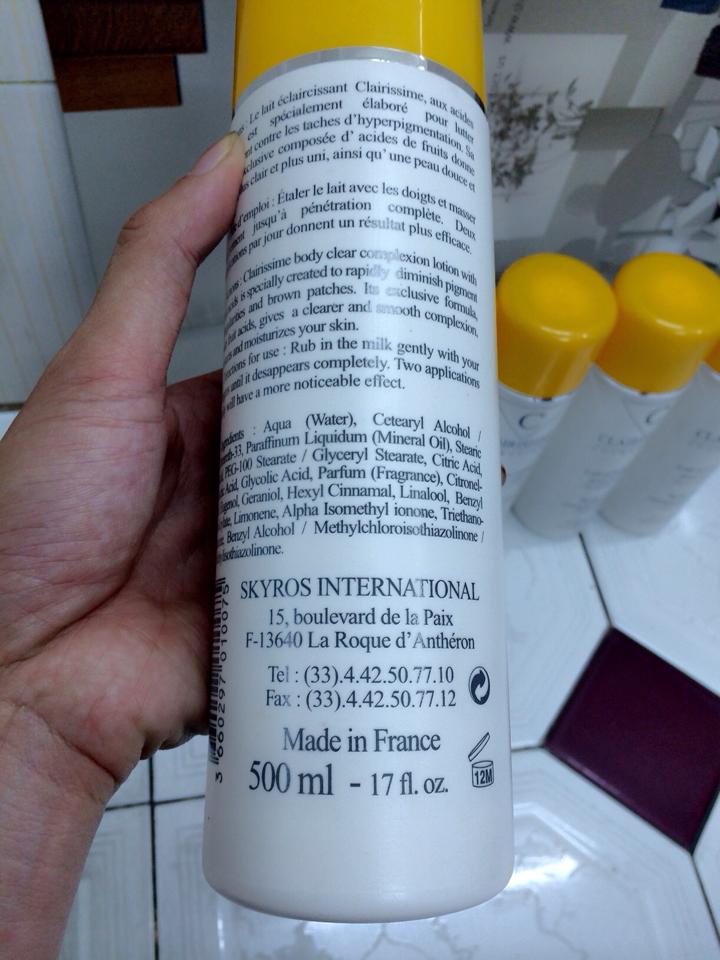 : Le lait éclaircissant Clairissime, aux acides
est spécialement élaboré pour lutter
contre les taches d'hyperpigmentation. Sa
composée d' acides de fruits donne
clair et plus uni, ainsi qu' une peau douce et
d'emploi : Étaler le lait avec les doigts et masser
jusqu'à pénétration complète. Deux
par jour donnent un résultat plus efficace.
: Clairissime body clear complexion lotion with
is specially created to rapidly diminish pigment
and brown patches. Its exclusive formula,
acids, gives a clearer and smooth complexion,
and moisturizes your skin.
for use : Rub in the milk gently with your
until it desappears completely. Two applications
will have a more noticeable effect.
: Aqua (Water), Cetearyl Alcohol /
-33, Paraffinum Liquidum (Mineral Oil), Stearic
PEG-100 Stearate / Glyceryl Stearate, Citric Acid,
Acid, Glycolic Acid, Parfum (Fragrance), Citronel-
Geraniol, Hexyl Cinnamal, Linalool, Benzyl
Limonene, Alpha Isomethyl ionone, Triethano-
Benzyl Alcohol / Methylchloroisothiazolinone /
SKYROS INTERNATIONAL
15, boulevard de la Paix
F-13640 La Roque d'Anthéron
Tel : (33).4.42.50.77.10
Fax : (33).4.42.50.77.12
Made in France
500 ml - 17 fl. oz.
12M
3 660297 010075